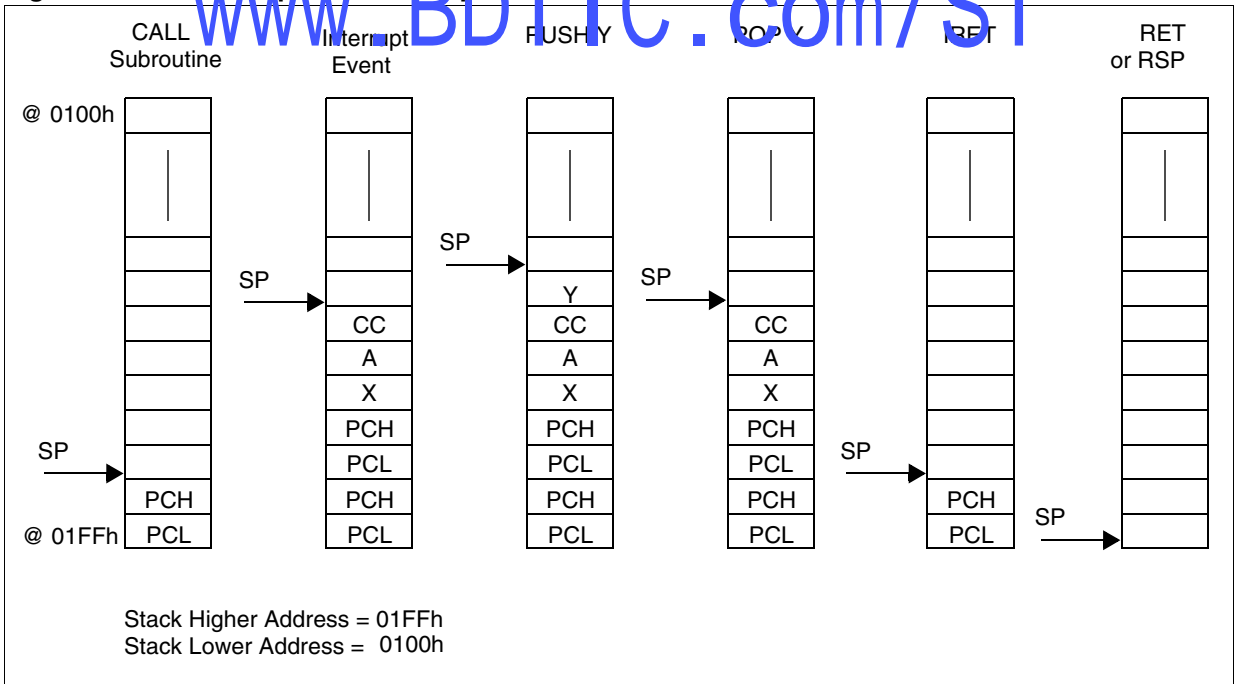 www.BDTIC.com/ST
CALL
Subroutine
Interrupt
Event
PUSH Y
POP Y
IRET
RET
or RSP
@ 0100h
SP
SP
SP
Y
CC
CC
CC
A
A
A
X
X
X
PCH
PCH
PCH
SP
SP
PCL
PCL
PCL
PCH
PCH
PCH
PCH
PCH
SP
@ 01FFh
PCL
PCL
PCL
PCL
PCL
Stack Higher Address = 01FFh
Stack Lower Address = 0100h